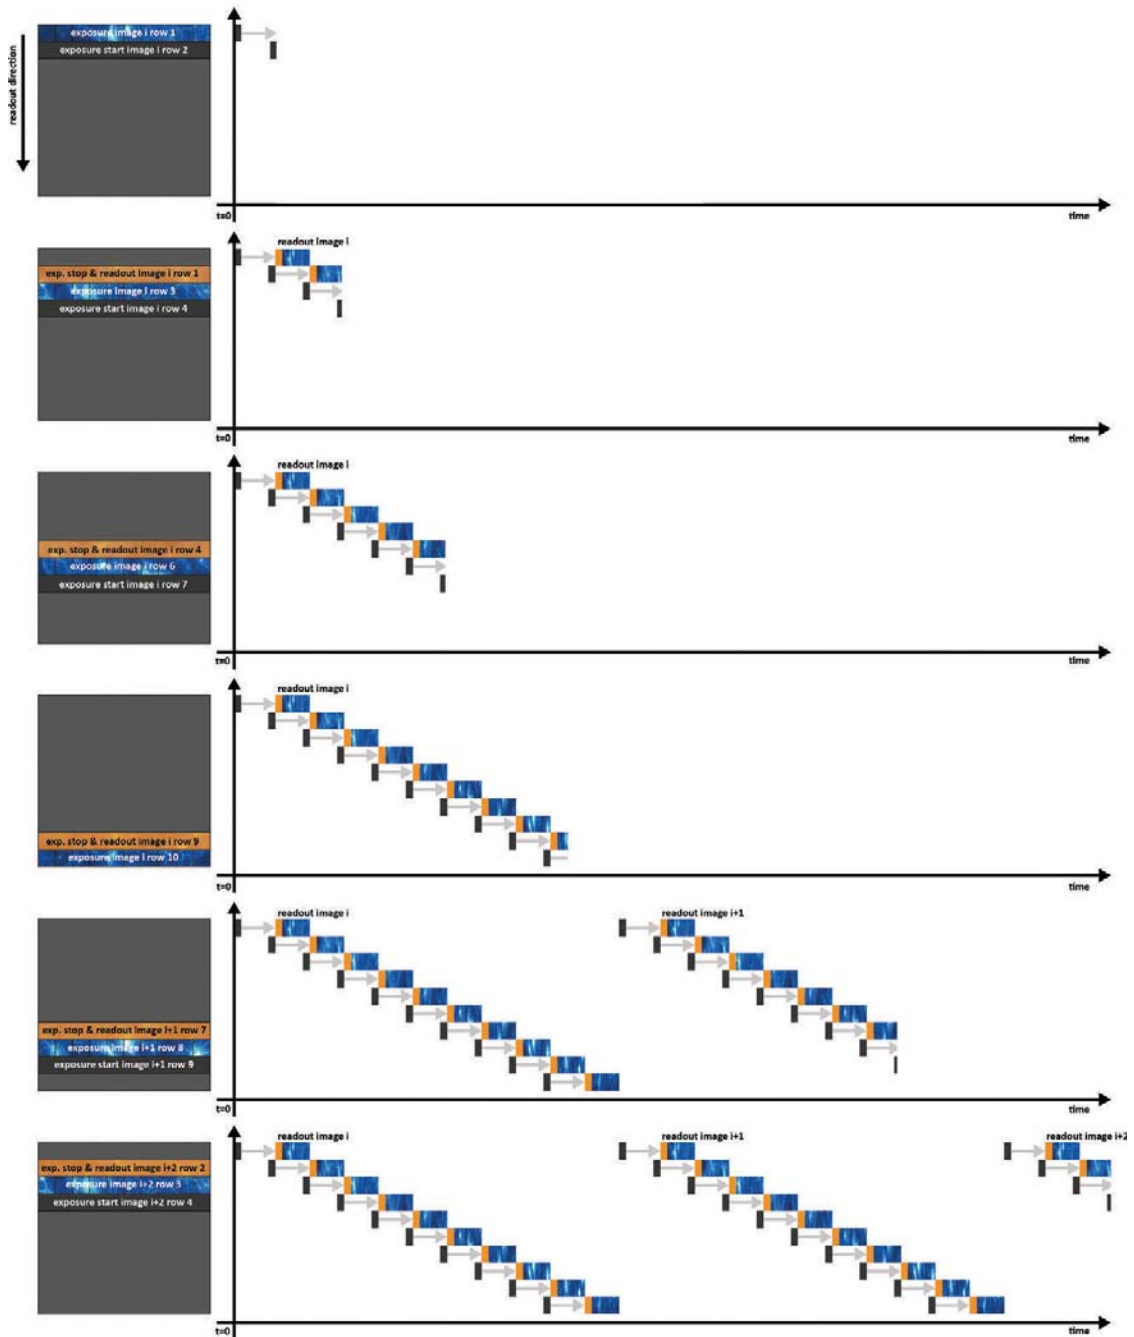 readout direction
exposure image i row 1
exposure start image i row 2
t=0
time
readout image i
exp. stop & readout image i row 1
exposure image i row 3
exposure start image i row 4
t=0
time
readout image i
exp. stop & readout image i row 4
exposure image i row 6
exposure start image i row 7
t=0
time
readout image i
exp. stop & readout image i row 9
exposure image i row 10
t=0
time
readout image i
readout image i+1
exp. stop & readout image i+1 row 7
exposure image i+1 row 8
exposure start image i+1 row 9
t=0
time
readout image i
readout image i+1
readout image i+2
exp. stop & readout image i+2 row 2
exposure image i+2 row 3
exposure start image i+2 row 4
t=0
time